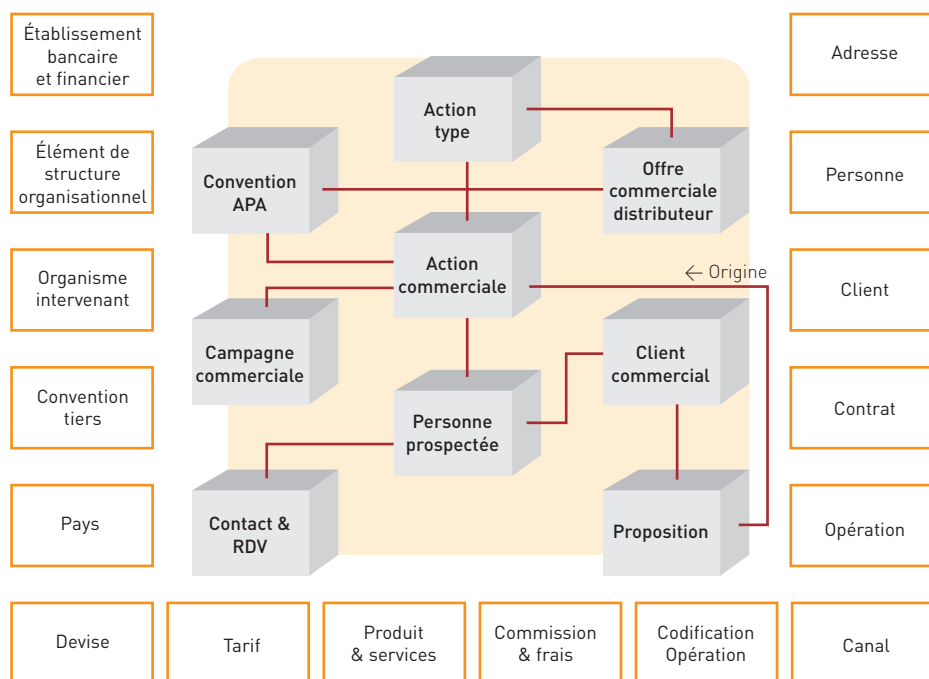 Établissement
bancaire
et financier
Adresse
Action
type
Élément de
structure
organisationnel
Convention
APA
Offre
commerciale
distributeur
Personne
Organisme
intervenant
Action
commerciale
← Origine
Client
Campagne
commerciale
Client
commercial
Convention
tiers
Personne
prospectée
Contrat
Pays
Contact &
RDV
Proposition
Opération
Devise
Tarif
Produit
& services
Commission
& frais
Codification
Opération
Canal